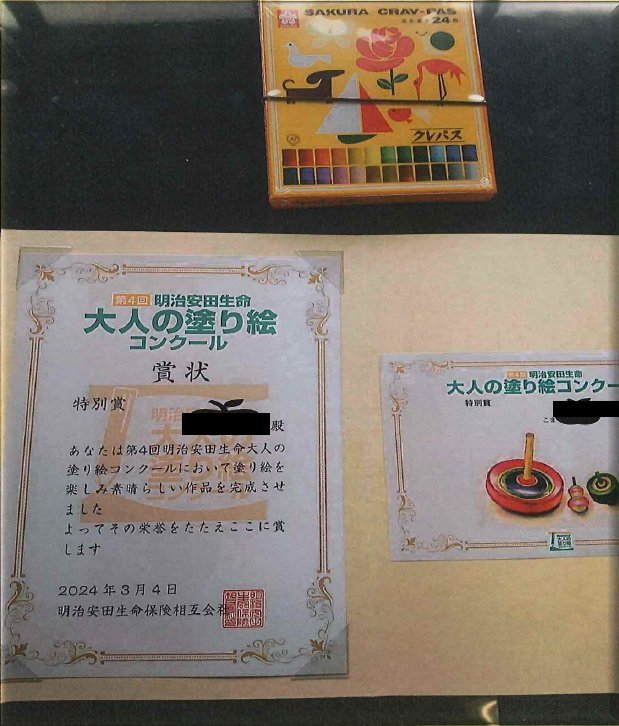 SAKURA CRAY-PAS
24色
クレパス
第4回 明治安田生命
大人の塗り絵
コンクール
賞状
特別賞
殿
あなたは第4回明治安田生命大人の
塗り絵コンクールにおいて塗り絵を
楽しみ素晴らしい作品を完成させ
ました
よってその栄誉をたたえここに賞
します
2024年3月4日
明治安田生命保険相互会社
第4回 明治安田生命
大人の塗り絵コンクー
特別賞
こま